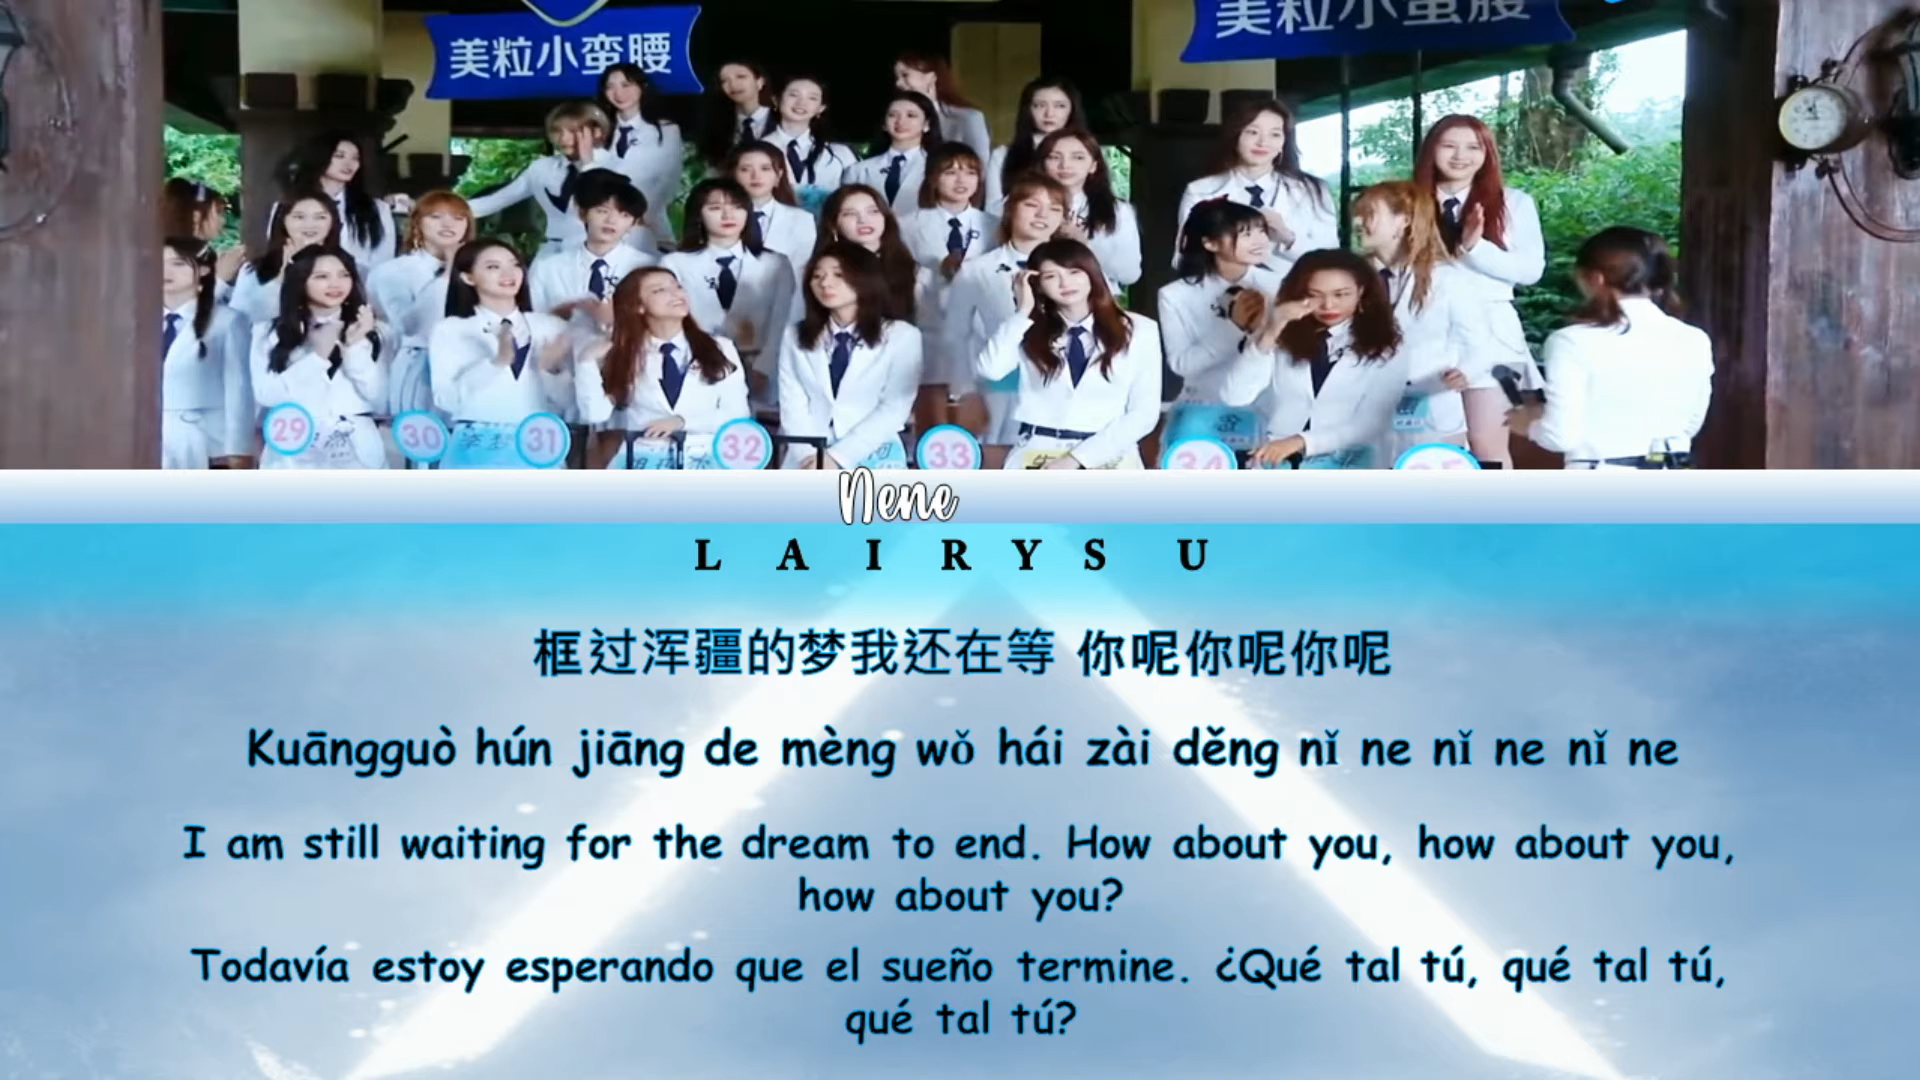 美粒小蛮腰
美粒小蛮腰
29
30
31
32
33
34
35
Nene
LAIRYSU
框过浑疆的梦我还在等 你呢你呢你呢
Kuāngguò hún jiāng de mèng wǒ hái zài děng nǐ ne nǐ ne nǐ ne
I am still waiting for the dream to end. How about you, how about you,
how about you?
Todavía estoy esperando que el sueño termine. ¿Qué tal tú, qué tal tú,
qué tal tú?